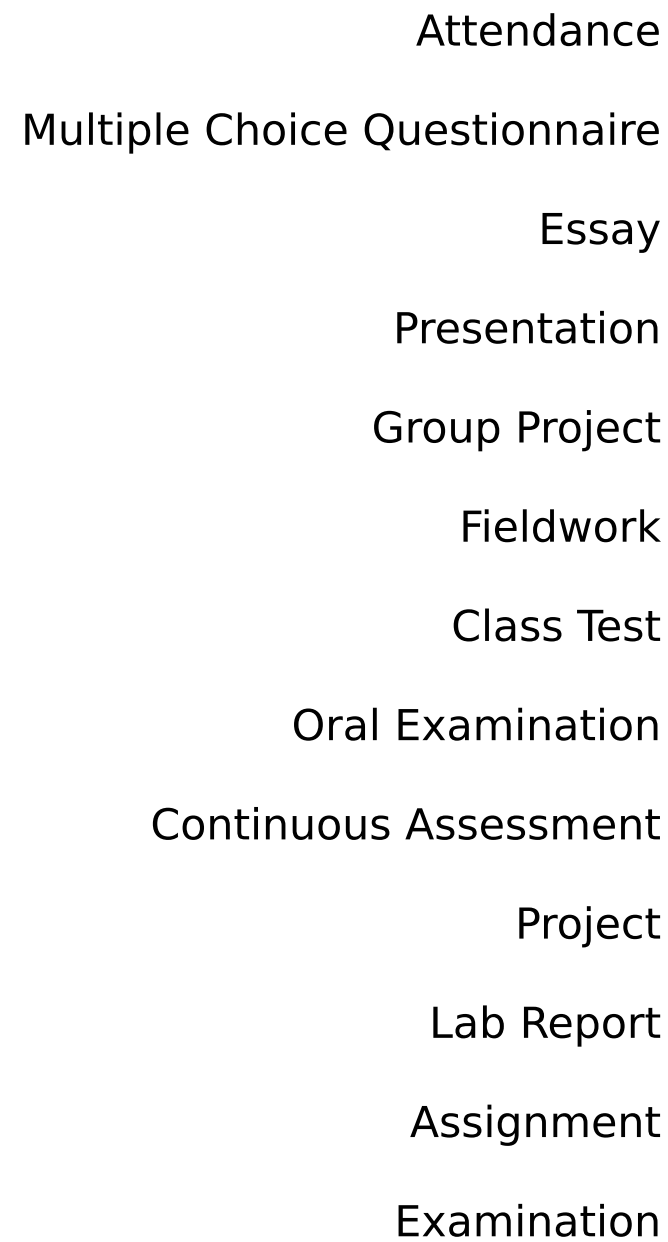 Attendance
Multiple Choice Questionnaire
Essay
Presentation
Group Project
Fieldwork
Class Test
Oral Examination
Continuous Assessment
Project
Lab Report
Assignment
Examination